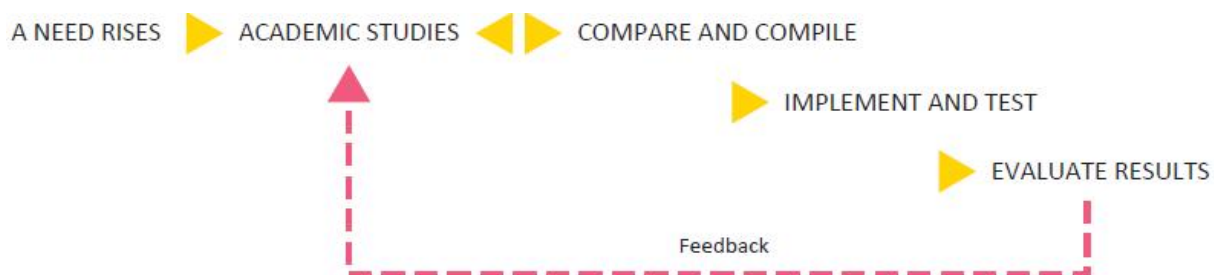 A NEED RISES
ACADEMIC STUDIES
COMPARE AND COMPILE
IMPLEMENT AND TEST
EVALUATE RESULTS
Feedback